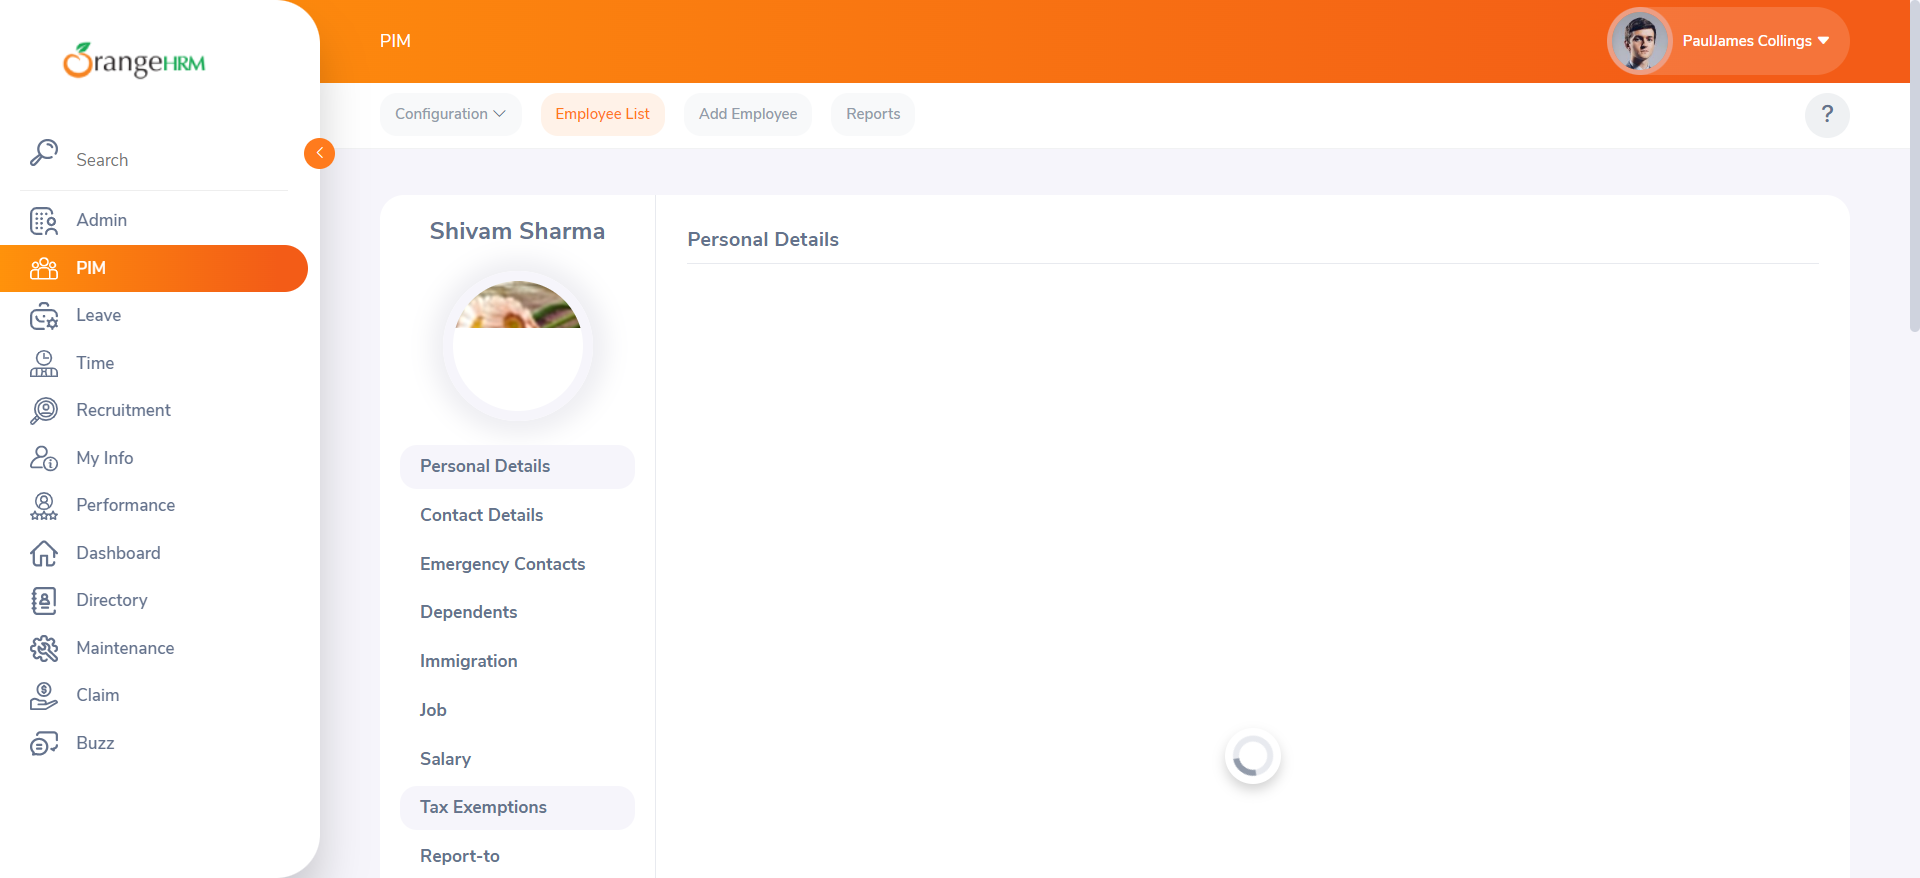 OrangeHRM
PIM
PaulJames Collings
Configuration
Employee List
Add Employee
Reports
?
Search
Admin
PIM
Leave
Time
Recruitment
My Info
Performance
Dashboard
Directory
Maintenance
Claim
Buzz
Shivam Sharma
Personal Details
Contact Details
Emergency Contacts
Dependents
Immigration
Job
Salary
Tax Exemptions
Report-to
Personal Details